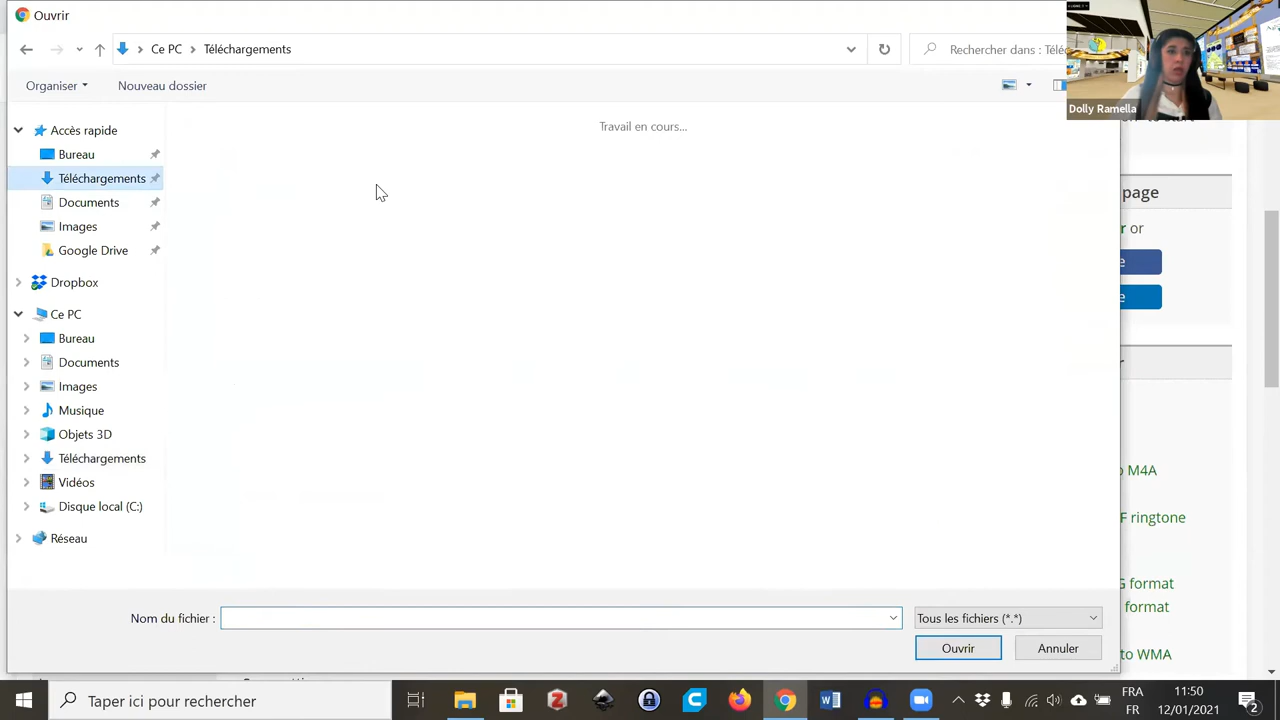 Ouvrir
Ce PC
Téléchargements
Rechercher dans : Télé
Organiser
Nouveau dossier
Dolly Ramella
Travail en cours...
Accès rapide
Bureau
Téléchargements
Documents
Images
Google Drive
Dropbox
Ce PC
Bureau
Documents
Images
Musique
Objets 3D
Téléchargements
Vidéos
Disque local (C:)
Réseau
page
r or
e
e
r
o M4A
F ringtone
G format
format
to WMA
Nom du fichier :
Tous les fichiers (*.*)
Ouvrir
Annuler
Taper ici pour rechercher
FRA
FR
11:50
12/01/2021
2